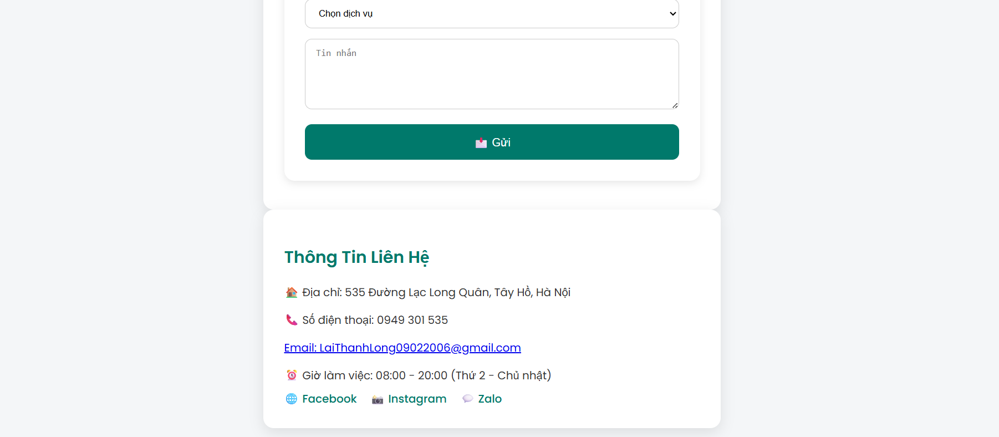 Chọn dịch vụ
Tin nhắn
📩 Gửi
Thông Tin Liên Hệ
🏠 Địa chỉ: 535 Đường Lạc Long Quân, Tây Hồ, Hà Nội
📞 Số điện thoại: 0949 301 535
Email: LaiThanhLong09022006@gmail.com
⏰ Giờ làm việc: 08:00 - 20:00 (Thứ 2 - Chủ nhật)
🌐 Facebook 📸 Instagram 💬 Zalo